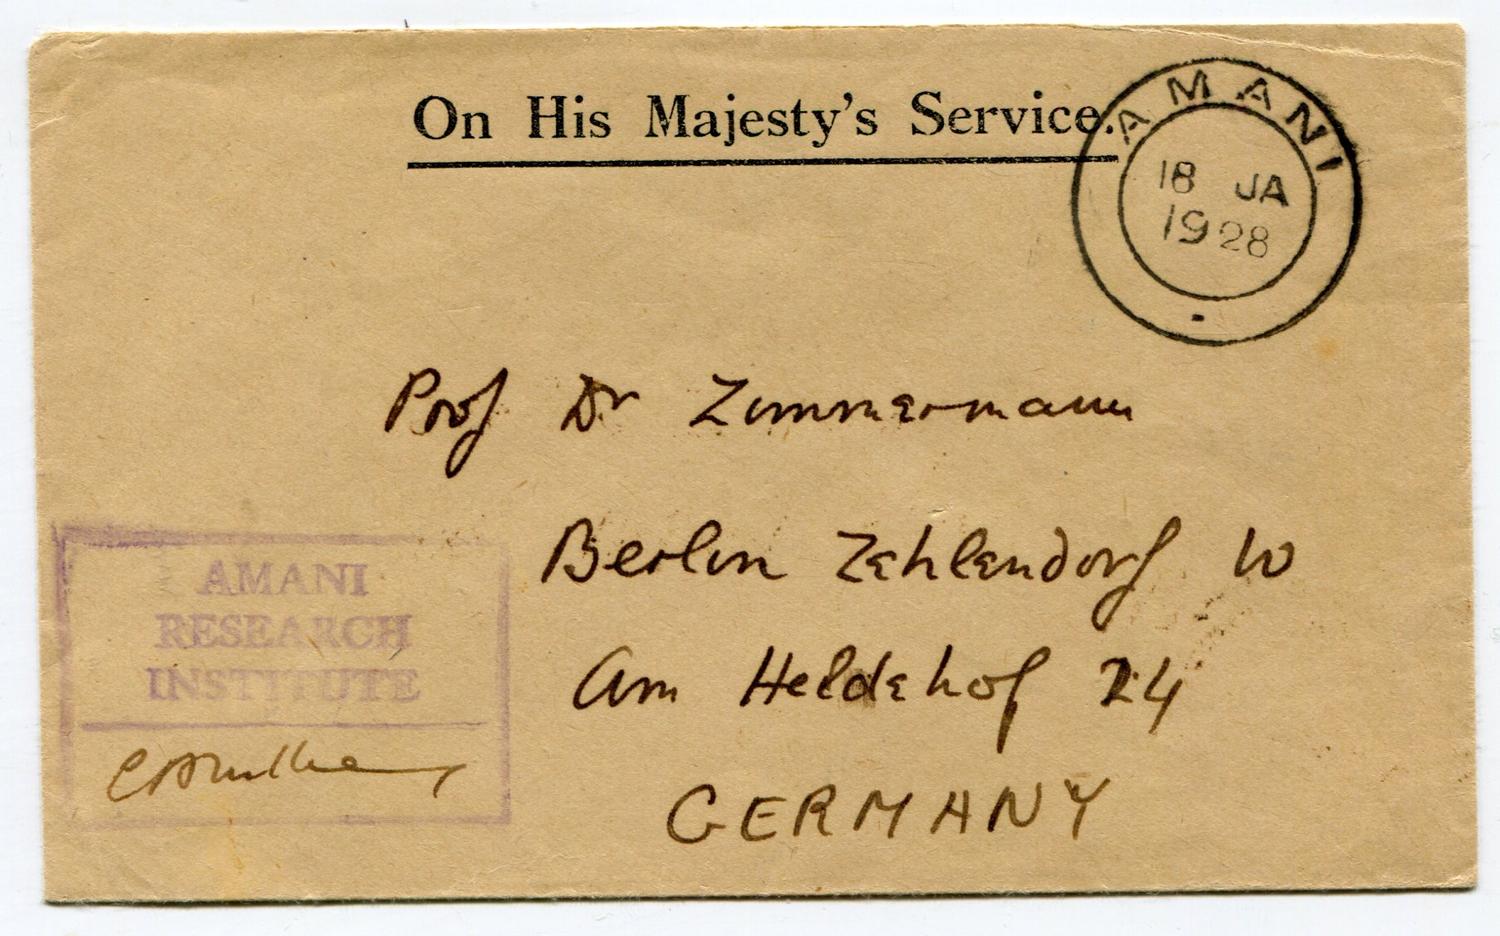 On His Majesty's Service.
AMANI
18 JA
1928
Prof Dr Zimmermann
Berlin Zehlendorf W
Am Heidehof 24
GERMANY
AMANI
RESEARCH
INSTITUTE